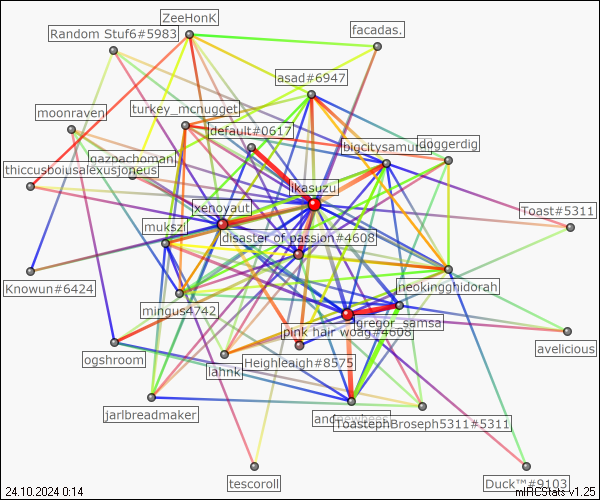 ZeeHonK
Random Stuf6#5983
facadas.
asad#6947
turkey_mcnugget
moonraven
default#0617
bigcitysamurai
doggerdig
gazpachoman.
thiccusboiusalexusjoneus
ikasuzu
xenoyaut
Toast#5311
mukszi
disaster of passion#4608
Knowun#6424
neokingghidorah
mingus4742
gregor_samsa
pink hair woag#4608
avelicious
ogshroom
Heighleaigh#8575
iahnk
jarlbreadmaker
ToastephBroseph5311#5311
tescoroll
Duck™#9103
24.10.2024 0:14
mIRCStats v1.25